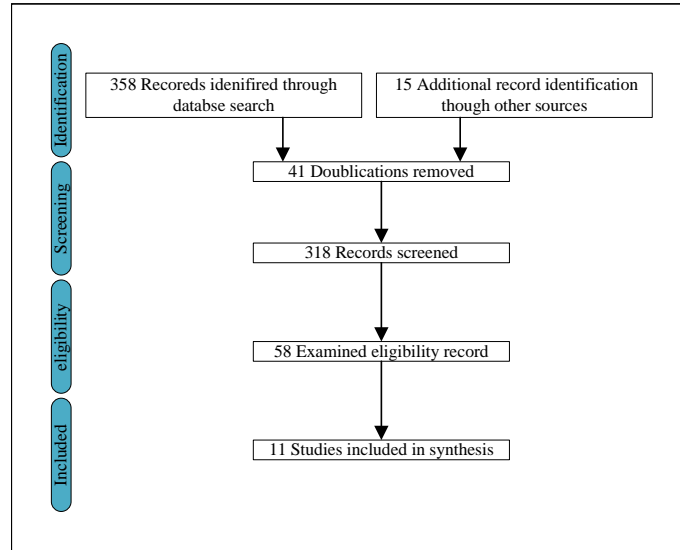 Identification
358 Recoreds idenifired through
databse search
15 Additional record identification
though other sources
Screening
41 Doublications removed
318 Records screened
eligibility
58 Examined eligibility record
Included
11 Studies included in synthesis